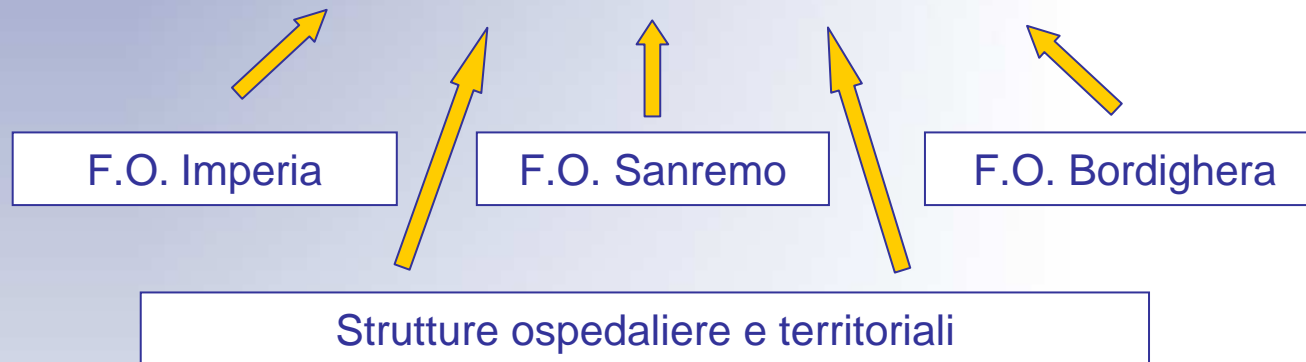 F.O. Imperia
F.O. Sanremo
F.O. Bordighera
Strutture ospedaliere e territoriali